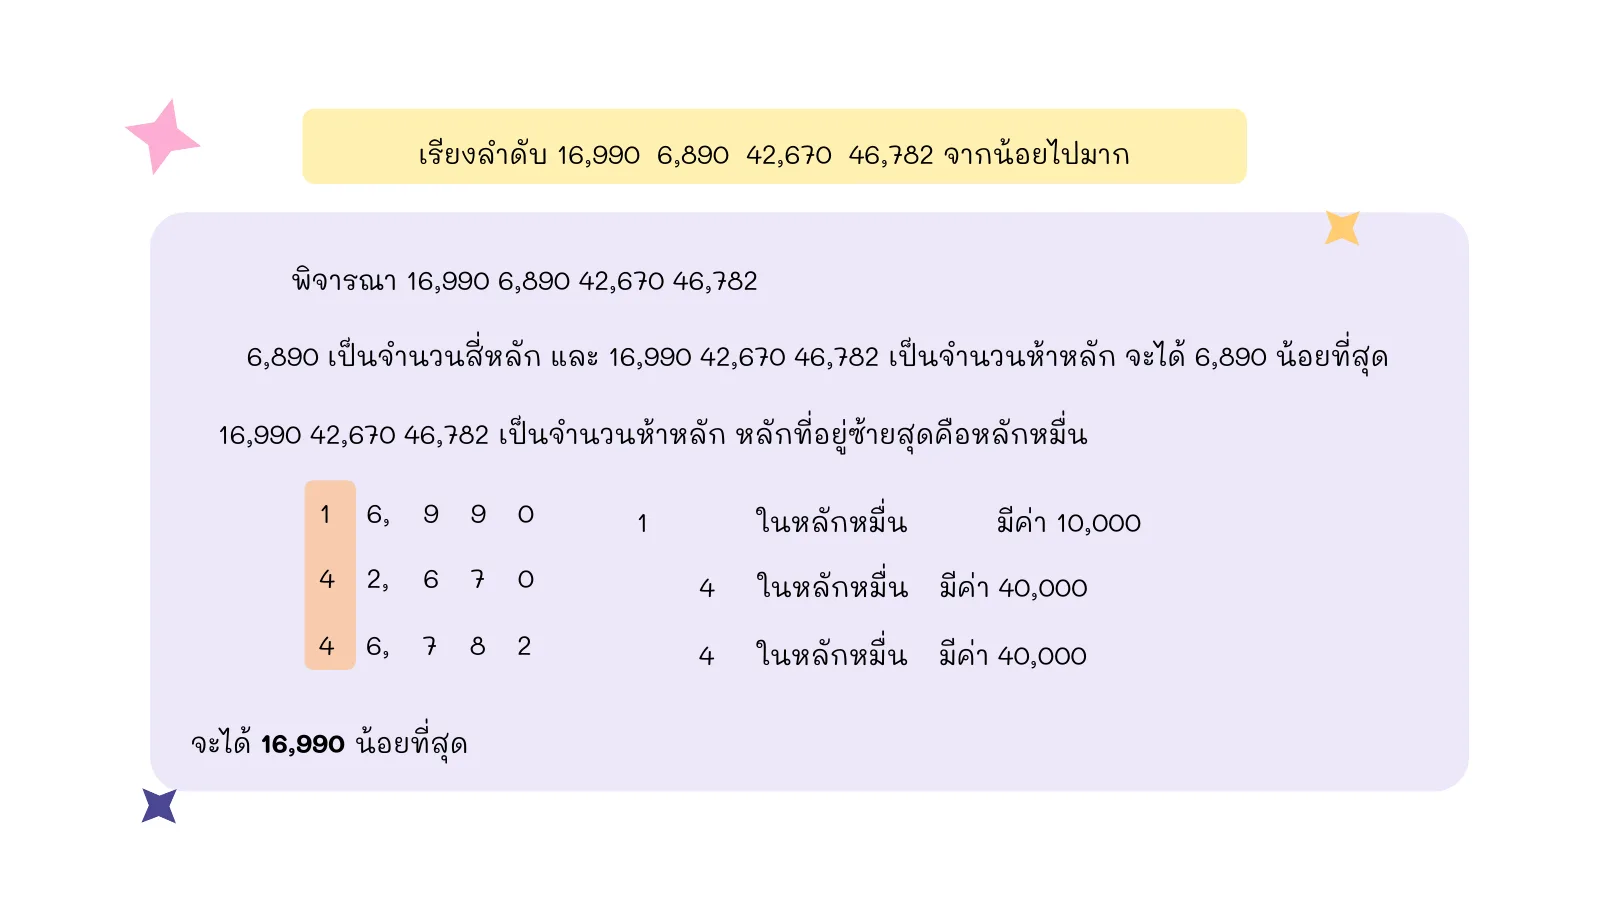 เรียงลำดับ 16,990 6,890 42,670 46,782 จากน้อยไปมาก
พิจารณา 16,990 6,890 42,670 46,782
6,890 เป็นจำนวนสี่หลัก และ 16,990 42,670 46,782 เป็นจำนวนห้าหลัก จะได้ 6,890 น้อยที่สุด
16,990 42,670 46,782 เป็นจำนวนห้าหลัก หลักที่อยู่ซ้ายสุดคือหลักหมื่น
1 6, 9 9 0 1 ในหลักหมื่น มีค่า 10,000
4 2, 6 7 0 4 ในหลักหมื่น มีค่า 40,000
4 6, 7 8 2 4 ในหลักหมื่น มีค่า 40,000
จะได้ 16,990 น้อยที่สุด